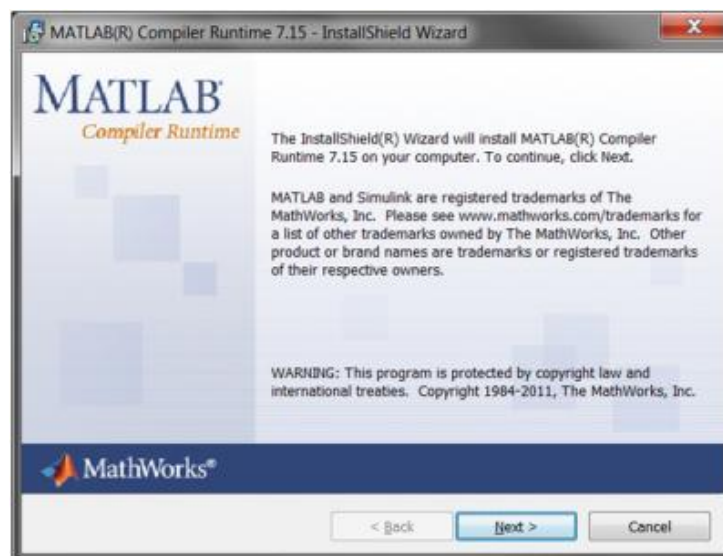 MATLAB(R) Compiler Runtime 7.15 - InstallShield Wizard
MATLAB®
Compiler Runtime
The InstallShield(R) Wizard will install MATLAB(R) Compiler
Runtime 7.15 on your computer. To continue, click Next.
MATLAB and Simulink are registered trademarks of The
MathWorks, Inc. Please see www.mathworks.com/trademarks for
a list of other trademarks owned by The MathWorks, Inc. Other
product or brand names are trademarks or registered trademarks
of their respective owners.
WARNING: This program is protected by copyright law and
international treaties. Copyright 1984-2011, The MathWorks, Inc.
MathWorks®
< Back
Next >
Cancel